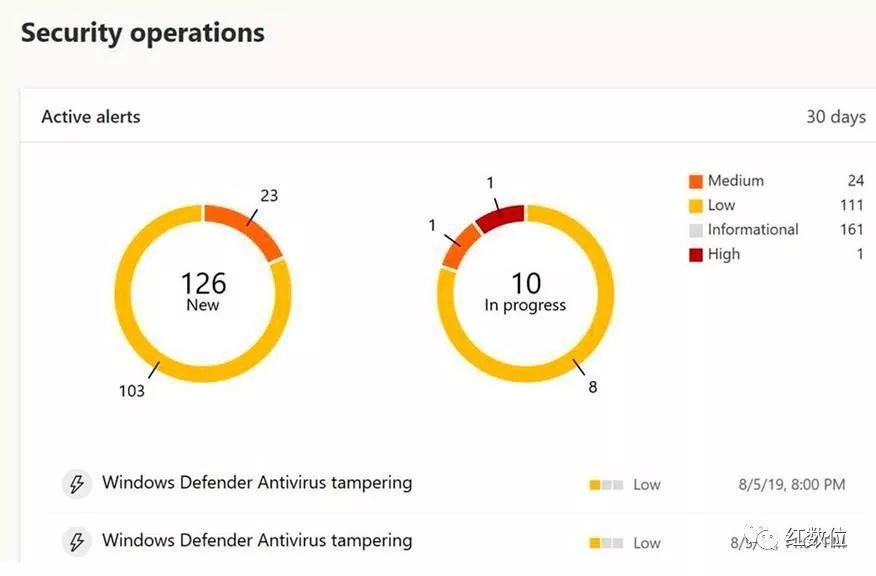 Security operations
Active alerts
30 days
23
126
New
103
1
1
10
In progress
8
Medium 24
Low 111
Informational 161
High 1
Windows Defender Antivirus tampering Low 8/5/19, 8:00 PM
Windows Defender Antivirus tampering Low
红数位